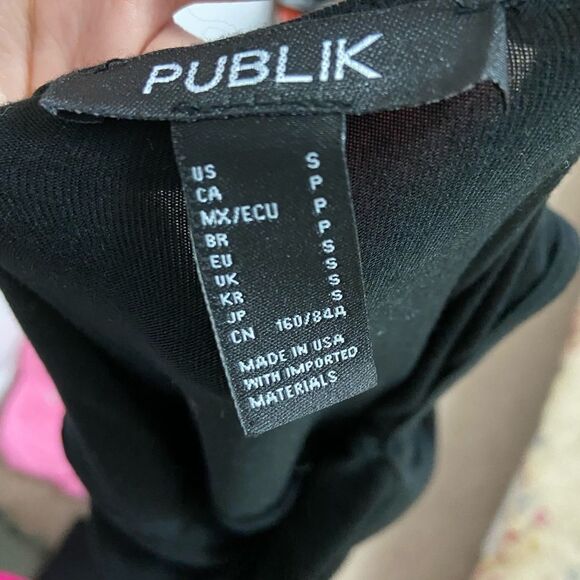 PUBLIK
US S
CA P
MX/ECU P
BR P
EU S
UK S
KR S
JP S
CN 160/84A
MADE IN USA
WITH IMPORTED
MATERIALS